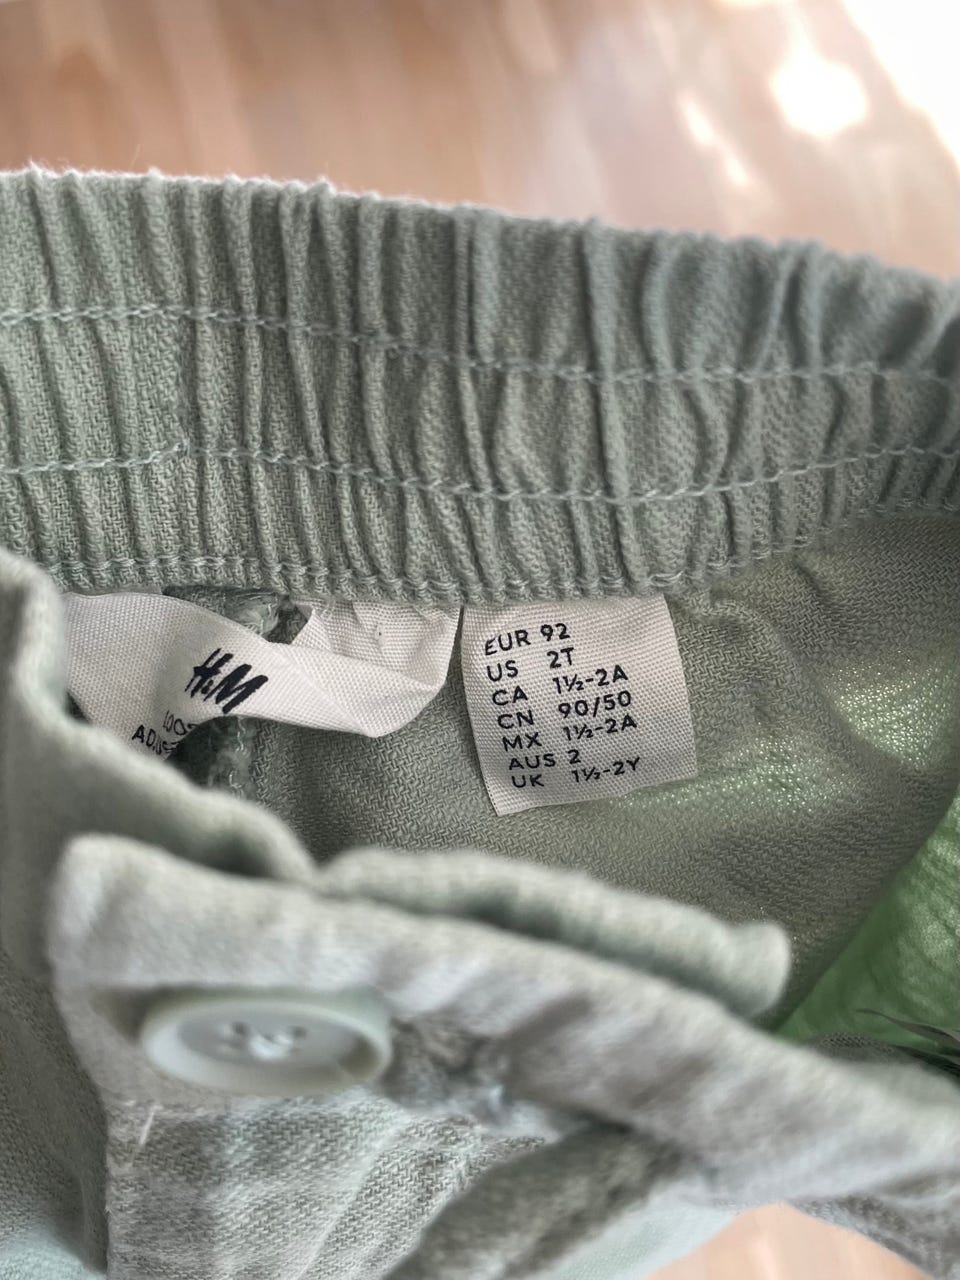 H&M
EUR 92
US 2T
CA 1½-2A
CN 90/50
MX 1½-2A
AUS 2
UK 1½-2Y